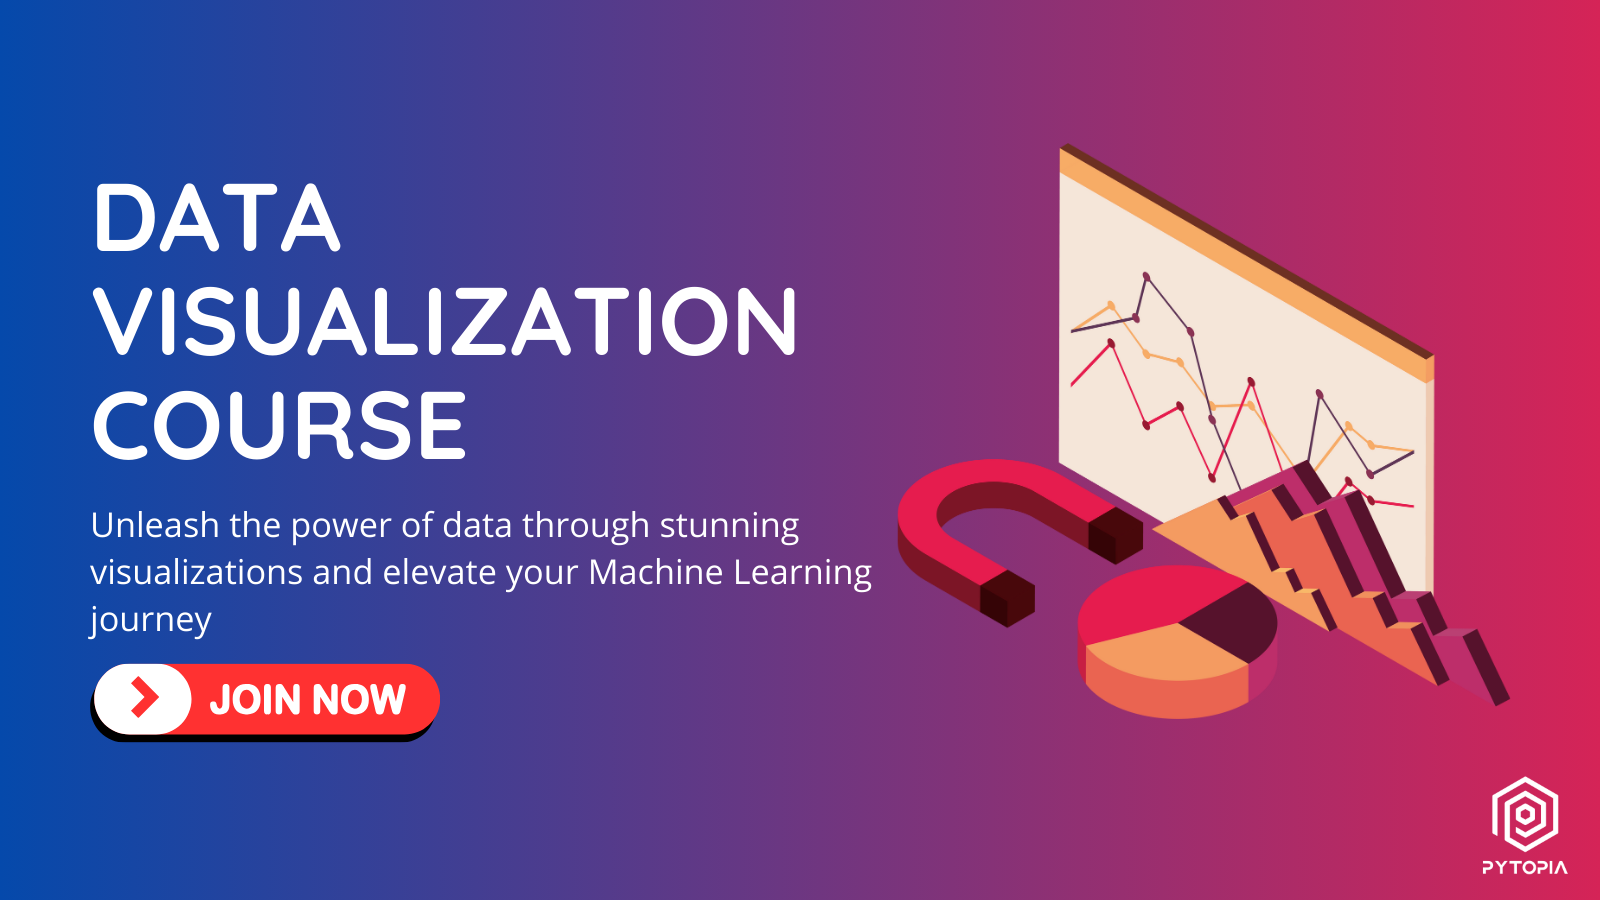 DATA
VISUALIZATION
COURSE
Unleash the power of data through stunning
visualizations and elevate your Machine Learning
journey
JOIN NOW
PYTOPIA